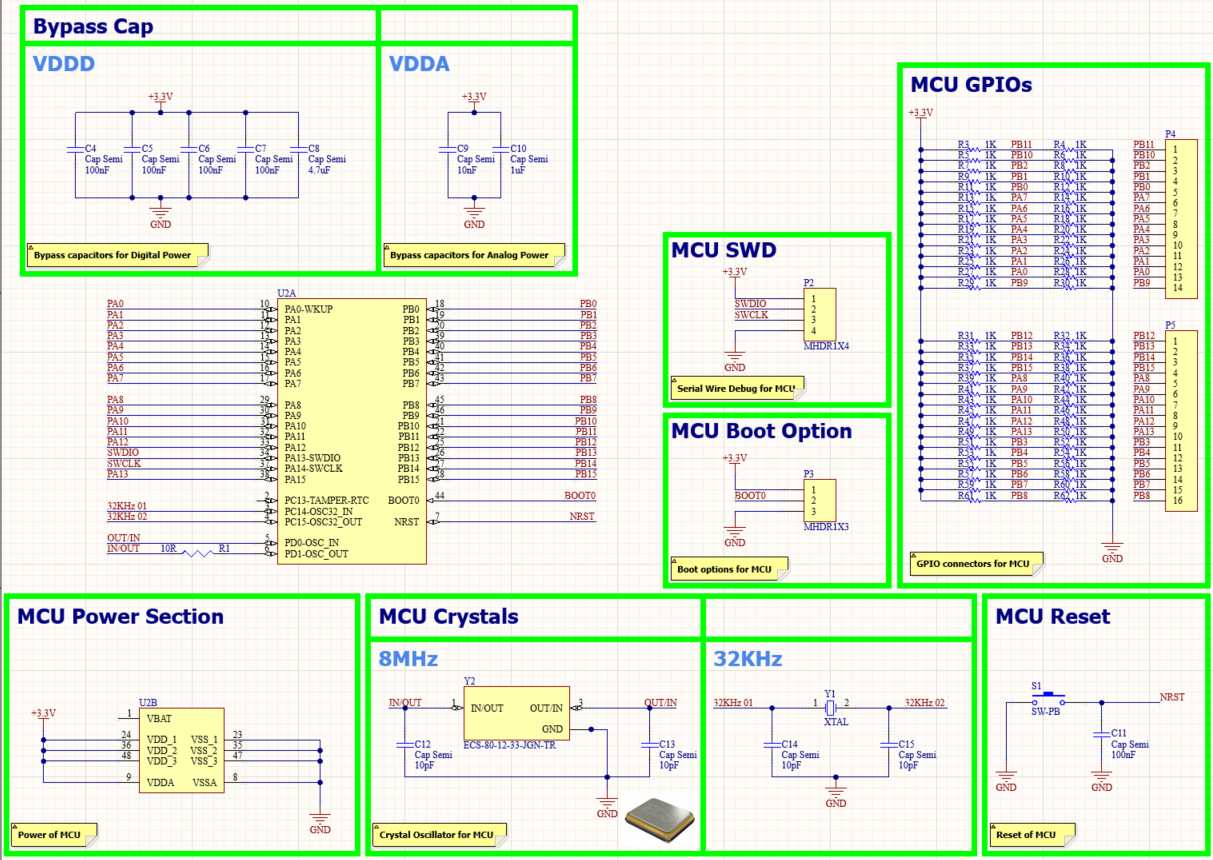 Bypass Cap
VDDD
VDDA
+3.3V
+3.3V
C4
Cap Semi
100nF
C5
Cap Semi
100nF
C6
Cap Semi
100nF
C7
Cap Semi
100nF
C8
Cap Semi
4.7uF
C9
Cap Semi
10nF
C10
Cap Semi
1uF
GND
GND
Bypass capacitors for Digital Power
Bypass capacitors for Analog Power
U2A
PA0 10 PA0-WKUP PB0 18 PB0
PA1 PA1 PB1 19 PB1
PA2 PA2 PB2 20 PB2
PA3 PA3 PB3 39 PB3
PA4 PA4 PB4 40 PB4
PA5 PA5 PB5 41 PB5
PA6 PA6 PB6 42 PB6
PA7 PA7 PB7 43 PB7
PA8 29 PA8 PB8 45 PB8
PA9 30 PA9 PB9 46 PB9
PA10 PA10 PB10 21 PB10
PA11 PA11 PB11 PB11
PA12 PA12 PB12 PB12
SWDIO 34 PA13-SWDIO PB13 26 PB13
SWCLK 37 PA14-SWCLK PB14 27 PB14
PA13 PA15 PB15 28 PB15
2 PC13-TAMPER-RTC BOOT0 44 BOOT0
32KHz 01 PC14-OSC32_IN
32KHz 02 4 PC15-OSC32_OUT NRST 7 NRST
OUT/IN 5 PD0-OSC_IN
IN/OUT 10R R1 6 PD1-OSC_OUT
MCU SWD
+3.3V
P2
1
SWDIO 2
SWCLK 3
4
MHDR1X4
GND
Serial Wire Debug for MCU
MCU Boot Option
+3.3V
P3
1
BOOT0 2
3
MHDR1X3
GND
Boot options for MCU
MCU GPIOs
+3.3V
P4
R3 1K PB11 R4 1K PB11 1
R5 1K PB10 R6 1K PB10 2
R7 1K PB2 R8 1K PB2 3
R9 1K PB1 R10 1K PB1 4
R11 1K PB0 R12 1K PB0 5
R13 1K PA7 R14 1K PA7 6
R15 1K PA6 R16 1K PA6 7
R17 1K PA5 R18 1K PA5 8
R19 1K PA4 R20 1K PA4 9
R21 1K PA3 R22 1K PA3 10
R23 1K PA2 R24 1K PA2 11
R25 1K PA1 R26 1K PA1 12
R27 1K PA0 R28 1K PA0 13
R29 1K PB9 R30 1K PB9 14
P5
R31 1K PB12 R32 1K PB12 1
R33 1K PB13 R34 1K PB13 2
R35 1K PB14 R36 1K PB14 3
R37 1K PB15 R38 1K PB15 4
R39 1K PA8 R40 1K PA8 5
R41 1K PA9 R42 1K PA9 6
R43 1K PA10 R44 1K PA10 7
R45 1K PA11 R46 1K PA11 8
R47 1K PA12 R48 1K PA12 9
R49 1K PA13 R50 1K PA13 10
R51 1K PB3 R52 1K PB3 11
R53 1K PB4 R54 1K PB4 12
R55 1K PB5 R56 1K PB5 13
R57 1K PB6 R58 1K PB6 14
R59 1K PB7 R60 1K PB7 15
R61 1K PB8 R62 1K PB8 16
GND
GPIO connectors for MCU
MCU Power Section
U2B
+3.3V
1 VBAT
24 VDD_1 VSS_1 23
36 VDD_2 VSS_2 35
48 VDD_3 VSS_3 47
9 VDDA VSSA 8
GND
Power of MCU
MCU Crystals
8MHz
Y2
IN/OUT 1 IN/OUT OUT/IN 3 OUT/IN
GND
ECS-80-12-33-JGN-TR
C12
Cap Semi
10pF
C13
Cap Semi
10pF
GND
Crystal Oscillator for MCU
32KHz
32KHz 01 1 Y1 2 32KHz 02
XTAL
C14
Cap Semi
10pF
C15
Cap Semi
10pF
GND
MCU Reset
S1
SW-PB
NRST
C11
Cap Semi
100nF
GND
GND
Reset of MCU